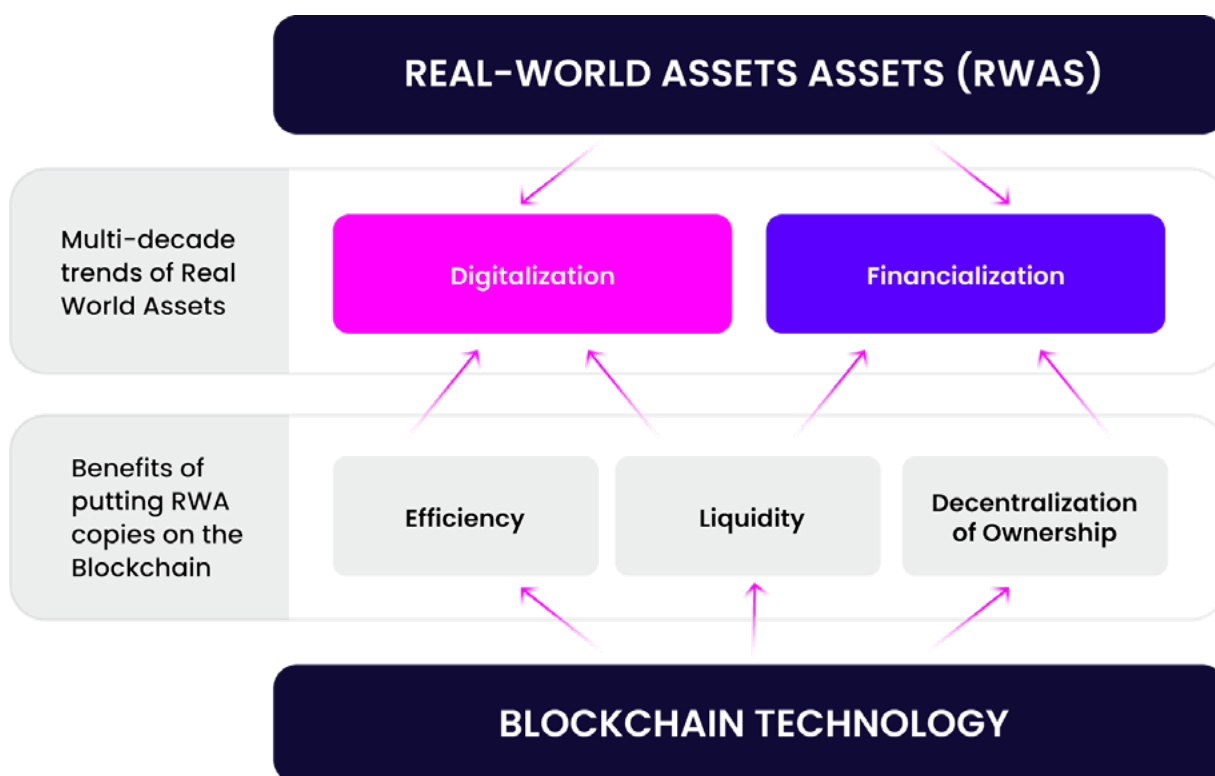 REAL-WORLD ASSETS ASSETS (RWAS)
Multi-decade
trends of Real
World Assets
Digitalization
Financialization
Benefits of
putting RWA
copies on the
Blockchain
Efficiency
Liquidity
Decentralization
of Ownership
BLOCKCHAIN TECHNOLOGY